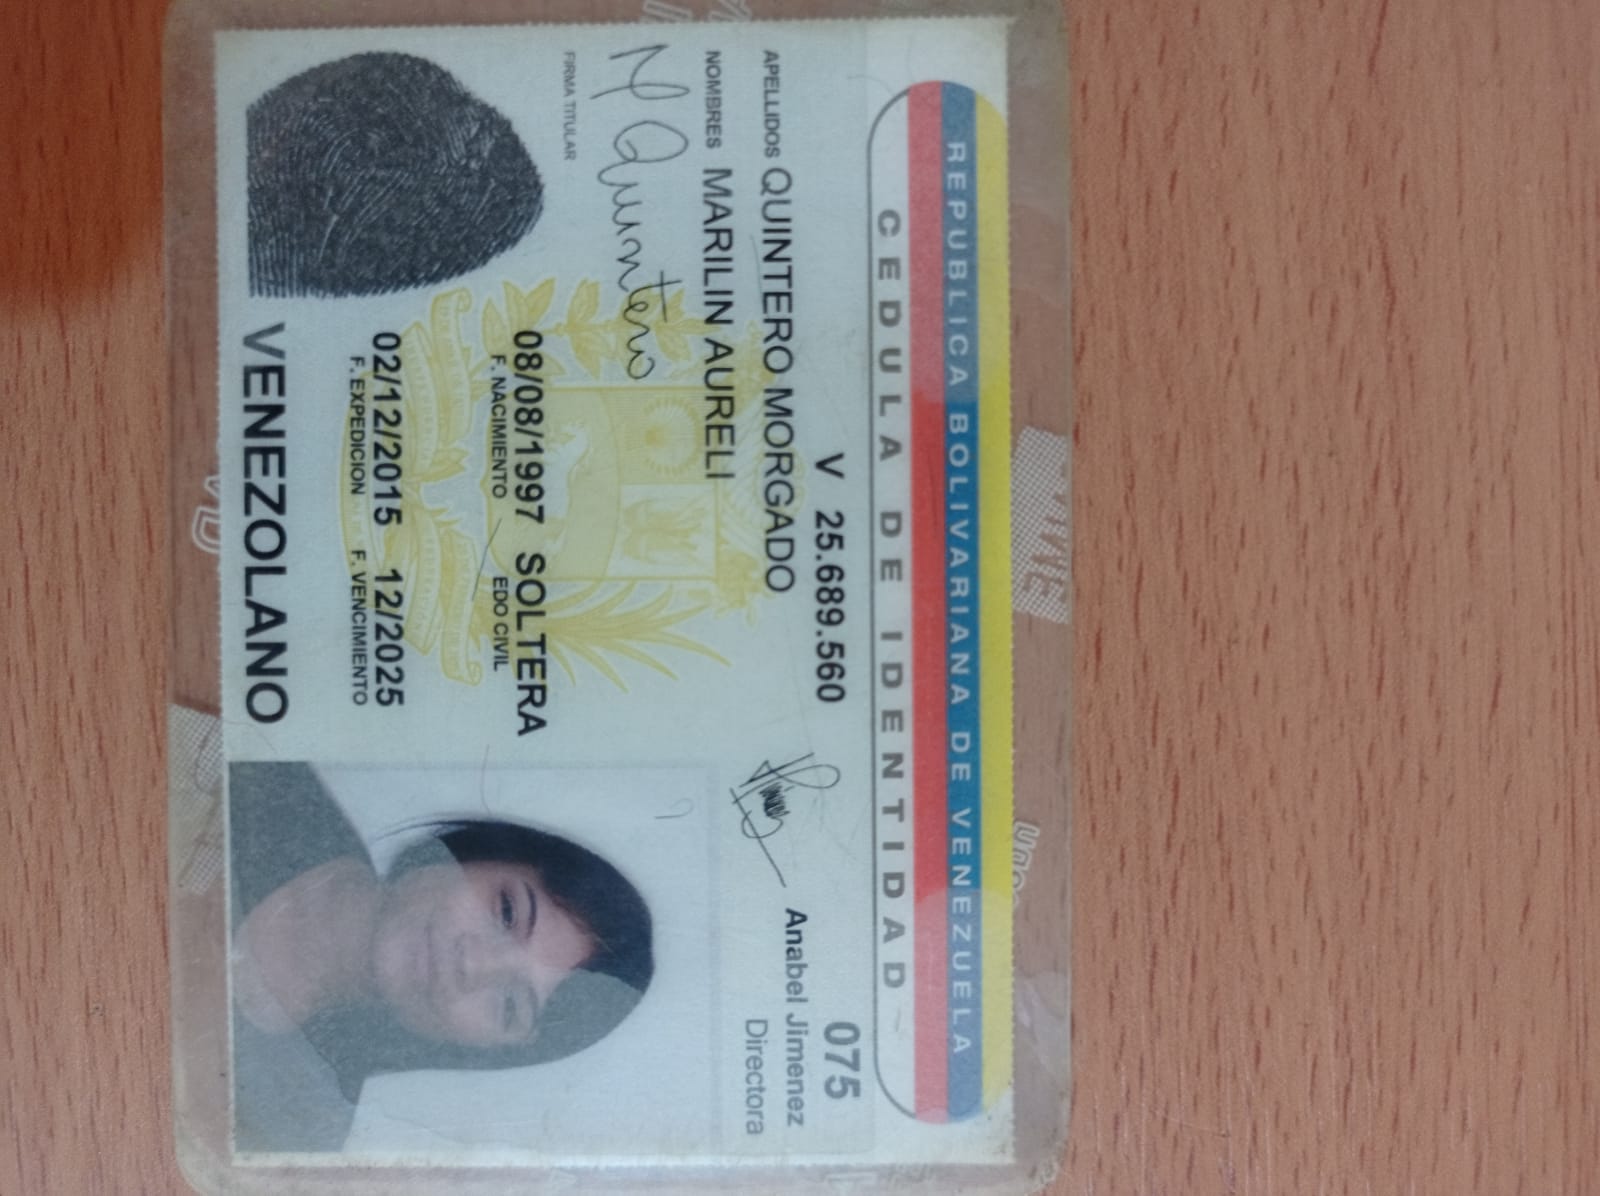 REPUBLICA BOLIVARIANA DE VENEZUELA
CEDULA DE IDENTIDAD
V 25.689.560
075
APELLIDOS QUINTERO MORGADO
Anabel Jimenez
Directora
NOMBRES MARILIN AURELI
M Quintero
FIRMA TITULAR
08/08/1997 SOLTERA
F. NACIMIENTO EDO CIVIL
02/12/2015 12/2025
F. EXPEDICION F. VENCIMIENTO
VENEZOLANO